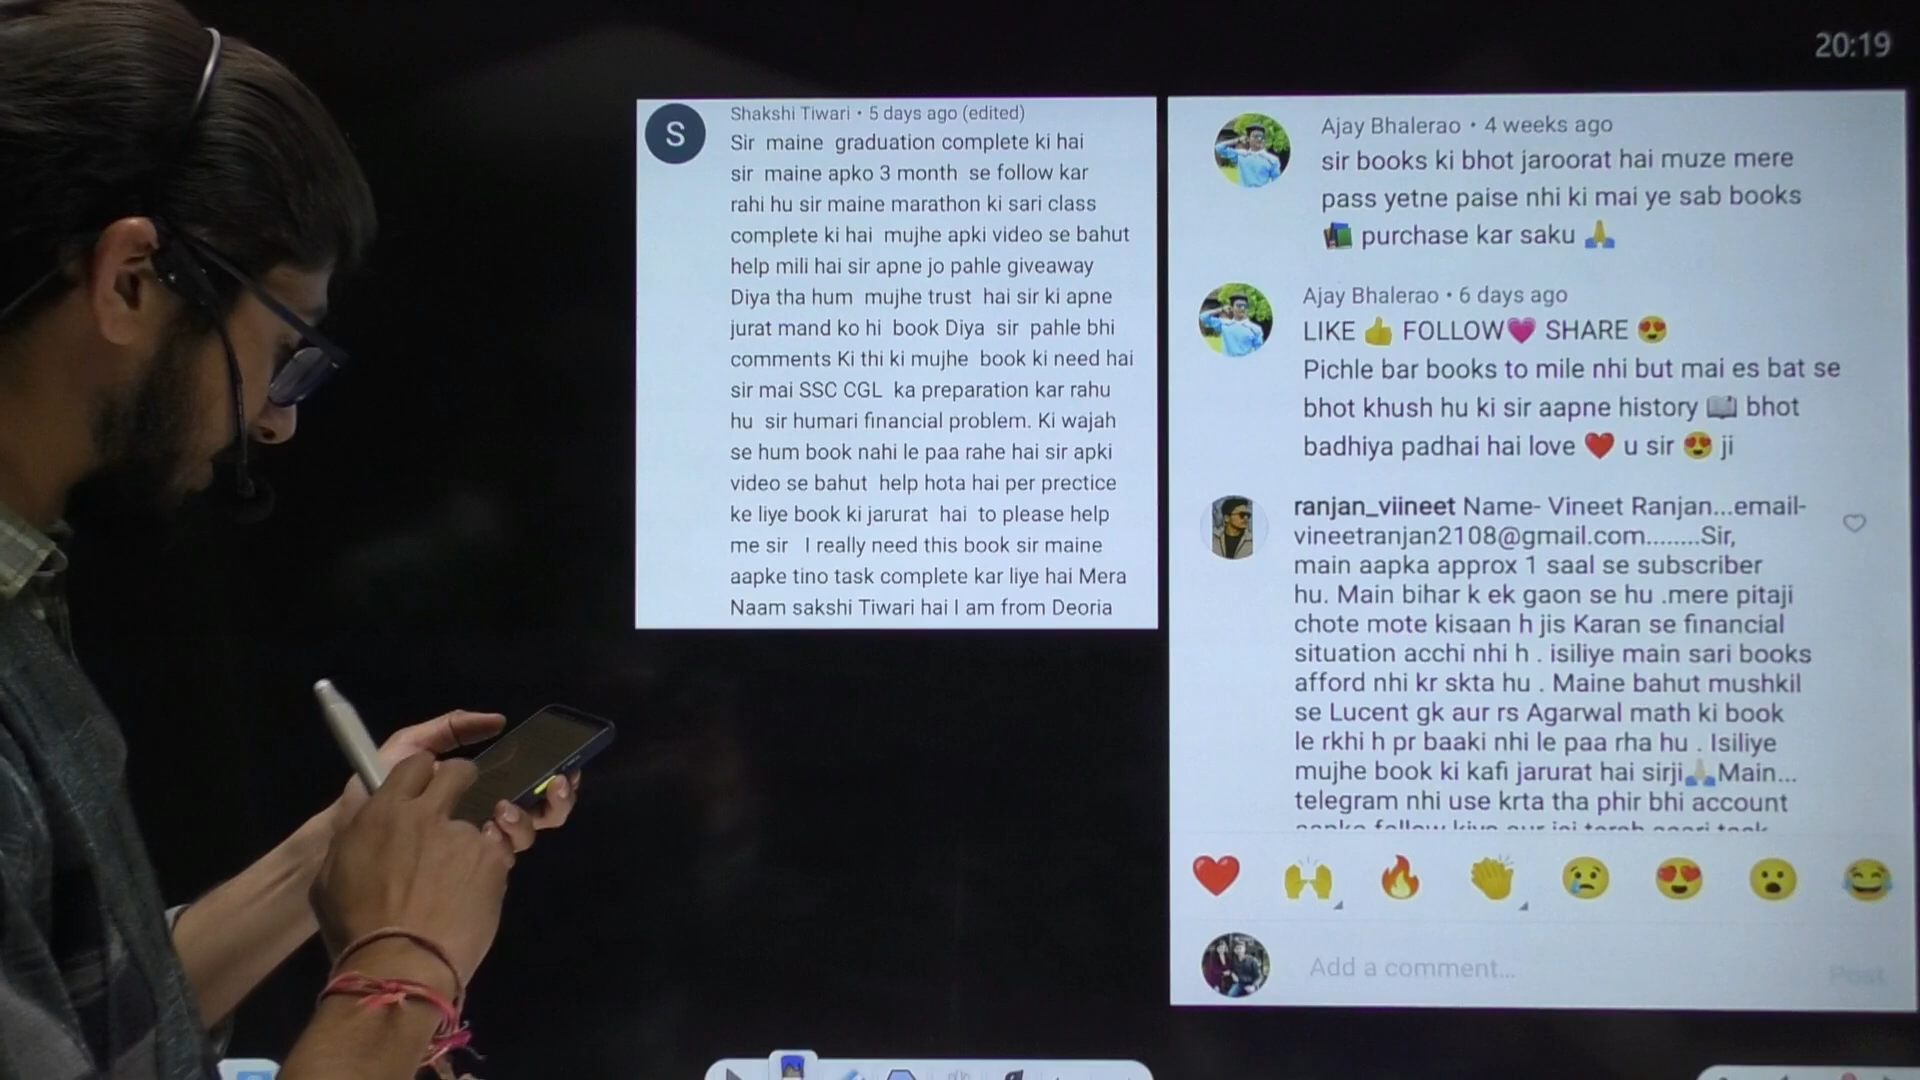 20:19
S
Shakshi Tiwari • 5 days ago (edited)
Sir maine graduation complete ki hai
sir maine apko 3 month se follow kar
rahi hu sir maine marathon ki sari class
complete ki hai mujhe apki video se bahut
help mili hai sir apne jo pahle giveaway
Diya tha hum mujhe trust hai sir ki apne
jurat mand ko hi book Diya sir pahle bhi
comments Ki thi ki mujhe book ki need hai
sir mai SSC CGL ka preparation kar rahu
hu sir humari financial problem. Ki wajah
se hum book nahi le paa rahe hai sir apki
video se bahut help hota hai per prectice
ke liye book ki jarurat hai to please help
me sir I really need this book sir maine
aapke tino task complete kar liye hai Mera
Naam sakshi Tiwari hai I am from Deoria
Ajay Bhalerao • 4 weeks ago
sir books ki bhot jaroorat hai muze mere
pass yetne paise nhi ki mai ye sab books
📚 purchase kar saku 🙏
Ajay Bhalerao • 6 days ago
LIKE 👍 FOLLOW💗 SHARE 😍
Pichle bar books to mile nhi but mai es bat se
bhot khush hu ki sir aapne history 📖 bhot
badhiya padhai hai love ❤️ u sir 😍 ji
ranjan_viineet Name- Vineet Ranjan...email-
vineetranjan2108@gmail.com........Sir,
main aapka approx 1 saal se subscriber
hu. Main bihar k ek gaon se hu .mere pitaji
chote mote kisaan h jis Karan se financial
situation acchi nhi h . isiliye main sari books
afford nhi kr skta hu . Maine bahut mushkil
se Lucent gk aur rs Agarwal math ki book
le rkhi h pr baaki nhi le paa rha hu . Isiliye
mujhe book ki kafi jarurat hai sirji🙏Main...
telegram nhi use krta tha phir bhi account
Add a comment...
Post